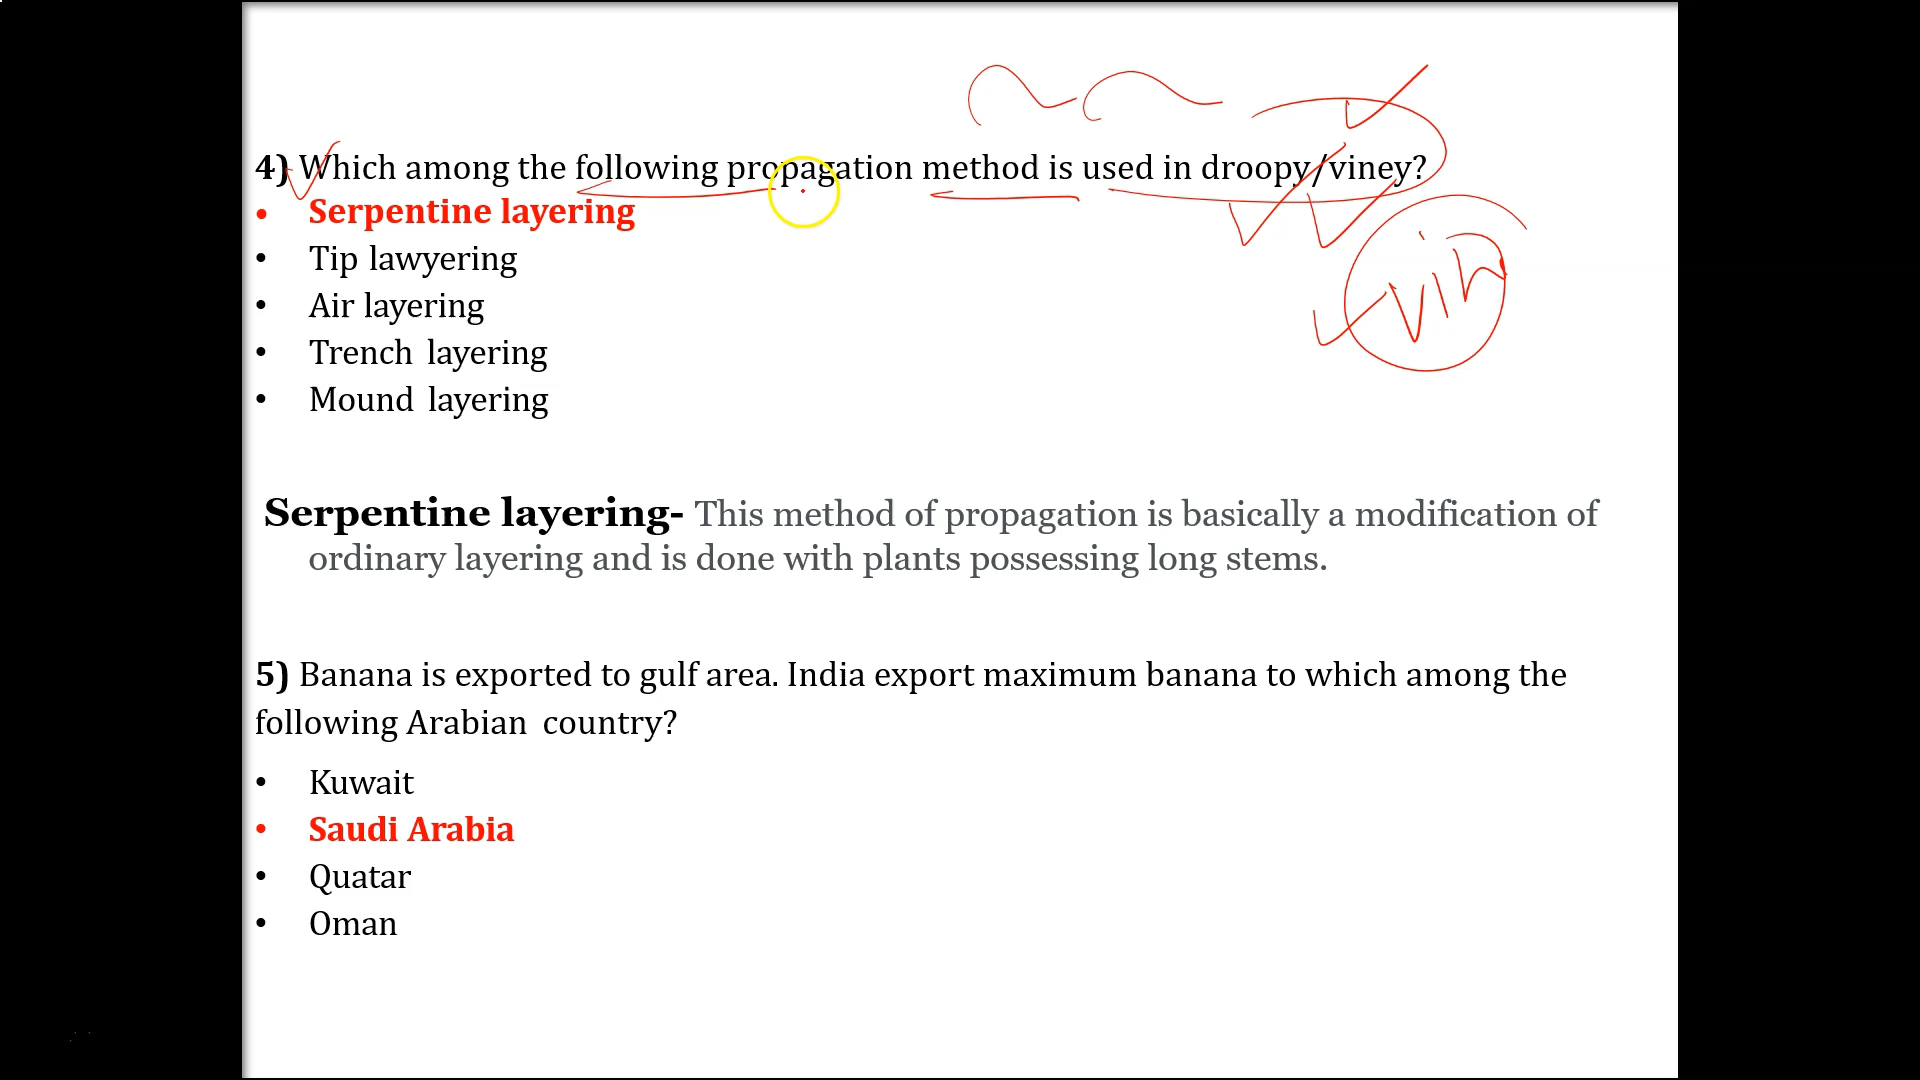 4) Which among the following propagation method is used in droopy/viney?
• Serpentine layering
• Tip lawyering
• Air layering
• Trench layering
• Mound layering
vin
Serpentine layering- This method of propagation is basically a modification of
ordinary layering and is done with plants possessing long stems.
5) Banana is exported to gulf area. India export maximum banana to which among the
following Arabian country?
• Kuwait
• Saudi Arabia
• Quatar
• Oman